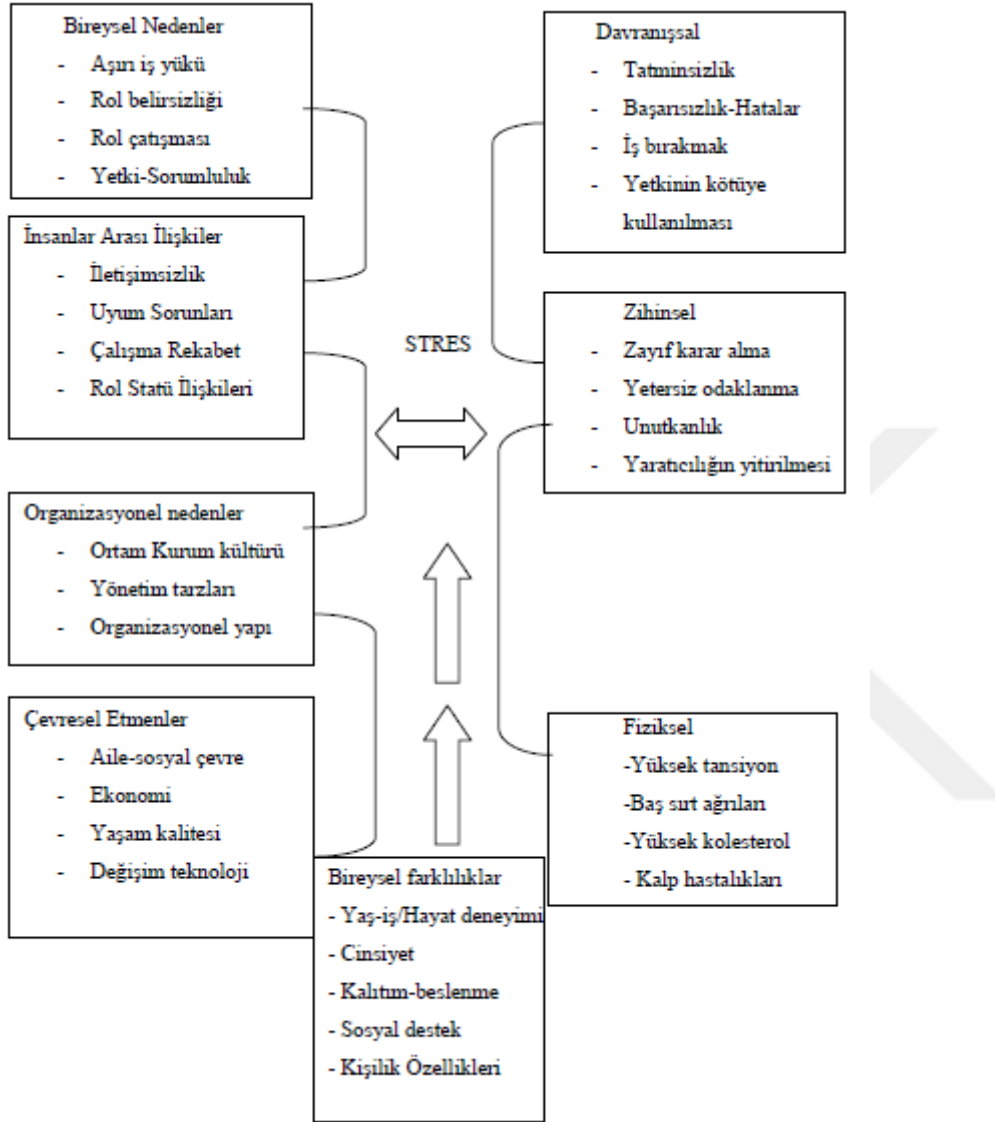 Bireysel Nedenler
- Aşırı iş yükü
- Rol belirsizliği
- Rol çatışması
- Yetki-Sorumluluk
İnsanlar Arası İlişkiler
- İletişimsizlik
- Uyum Sorunları
- Çalışma Rekabet
- Rol Statü İlişkileri
Organizasyonel nedenler
- Ortam Kurum kültürü
- Yönetim tarzları
- Organizasyonel yapı
Çevresel Etmenler
- Aile-sosyal çevre
- Ekonomi
- Yaşam kalitesi
- Değişim teknoloji
STRES
Bireysel farklılıklar
- Yaş-iş/Hayat deneyimi
- Cinsiyet
- Kalıtım-beslenme
- Sosyal destek
- Kişilik Özellikleri
Davranışsal
- Tatminsizlik
- Başarısızlık-Hatalar
- İş bırakmak
- Yetkinin kötüye
kullanılması
Zihinsel
- Zayıf karar alma
- Yetersiz odaklanma
- Unutkanlık
- Yaratıcılığın yitirilmesi
Fiziksel
-Yüksek tansiyon
-Baş sırt ağrıları
-Yüksek kolesterol
- Kalp hastalıkları